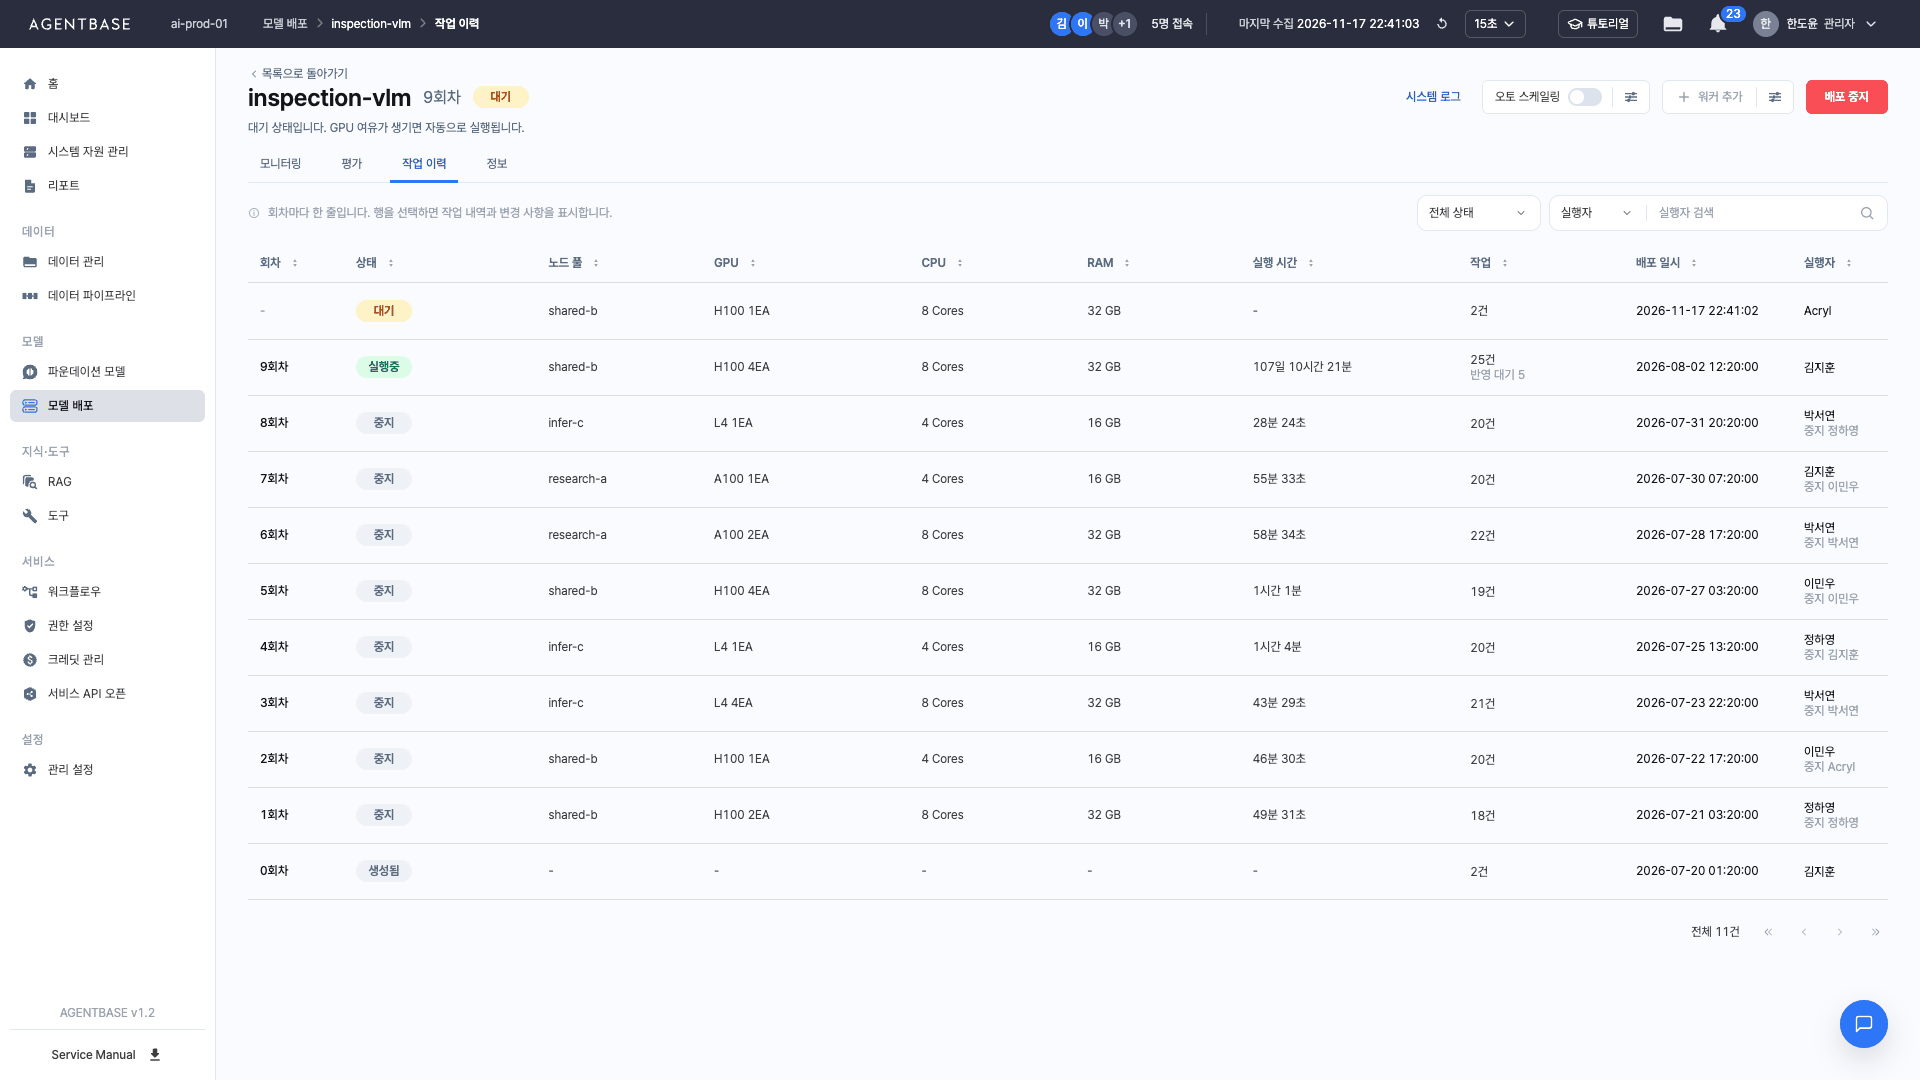 AGENTBASE
ai-prod-01
모델 배포 > inspection-vlm > 작업 이력
김 이 박 +1 5명 접속
마지막 수집 2026-11-17 22:41:03
15초
튜토리얼
23
한 한도윤 관리자
홈
대시보드
시스템 자원 관리
리포트
데이터
데이터 관리
데이터 파이프라인
모델
파운데이션 모델
모델 배포
지식·도구
RAG
도구
서비스
워크플로우
권한 설정
크레딧 관리
서비스 API 오픈
설정
관리 설정
AGENTBASE v1.2
Service Manual
목록으로 돌아가기
inspection-vlm 9회차 대기
대기 상태입니다. GPU 여유가 생기면 자동으로 실행됩니다.
시스템 로그
오토 스케일링
워커 추가
배포 중지
모니터링 평가 작업 이력 정보
회차마다 한 줄입니다. 행을 선택하면 작업 내역과 변경 사항을 표시합니다.
전체 상태
실행자
실행자 검색
회차 상태 노드 풀 GPU CPU RAM 실행 시간 작업 배포 일시 실행자
- 대기 shared-b H100 1EA 8 Cores 32 GB - 2건 2026-11-17 22:41:02 Acryl
9회차 실행중 shared-b H100 4EA 8 Cores 32 GB 107일 10시간 21분 25건 2026-08-02 12:20:00 김지훈
반영 대기 5
8회차 중지 infer-c L4 1EA 4 Cores 16 GB 28분 24초 20건 2026-07-31 20:20:00 박서연
중지 정하영
7회차 중지 research-a A100 1EA 4 Cores 16 GB 55분 33초 20건 2026-07-30 07:20:00 김지훈
중지 이민우
6회차 중지 research-a A100 2EA 8 Cores 32 GB 58분 34초 22건 2026-07-28 17:20:00 박서연
중지 박서연
5회차 중지 shared-b H100 4EA 8 Cores 32 GB 1시간 1분 19건 2026-07-27 03:20:00 이민우
중지 이민우
4회차 중지 infer-c L4 1EA 4 Cores 16 GB 1시간 4분 20건 2026-07-25 13:20:00 정하영
중지 김지훈
3회차 중지 infer-c L4 4EA 8 Cores 32 GB 43분 29초 21건 2026-07-23 22:20:00 박서연
중지 박서연
2회차 중지 shared-b H100 1EA 4 Cores 16 GB 46분 30초 20건 2026-07-22 17:20:00 이민우
중지 Acryl
1회차 중지 shared-b H100 2EA 8 Cores 32 GB 49분 31초 18건 2026-07-21 03:20:00 정하영
중지 정하영
0회차 생성됨 - - - - - 2건 2026-07-20 01:20:00 김지훈
전체 11건